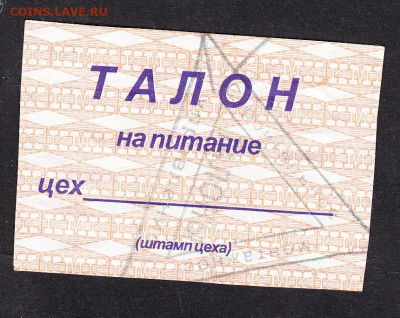 COINS.LAVE.RU
ТАЛОН
на питание
цех
(штамп цеха)